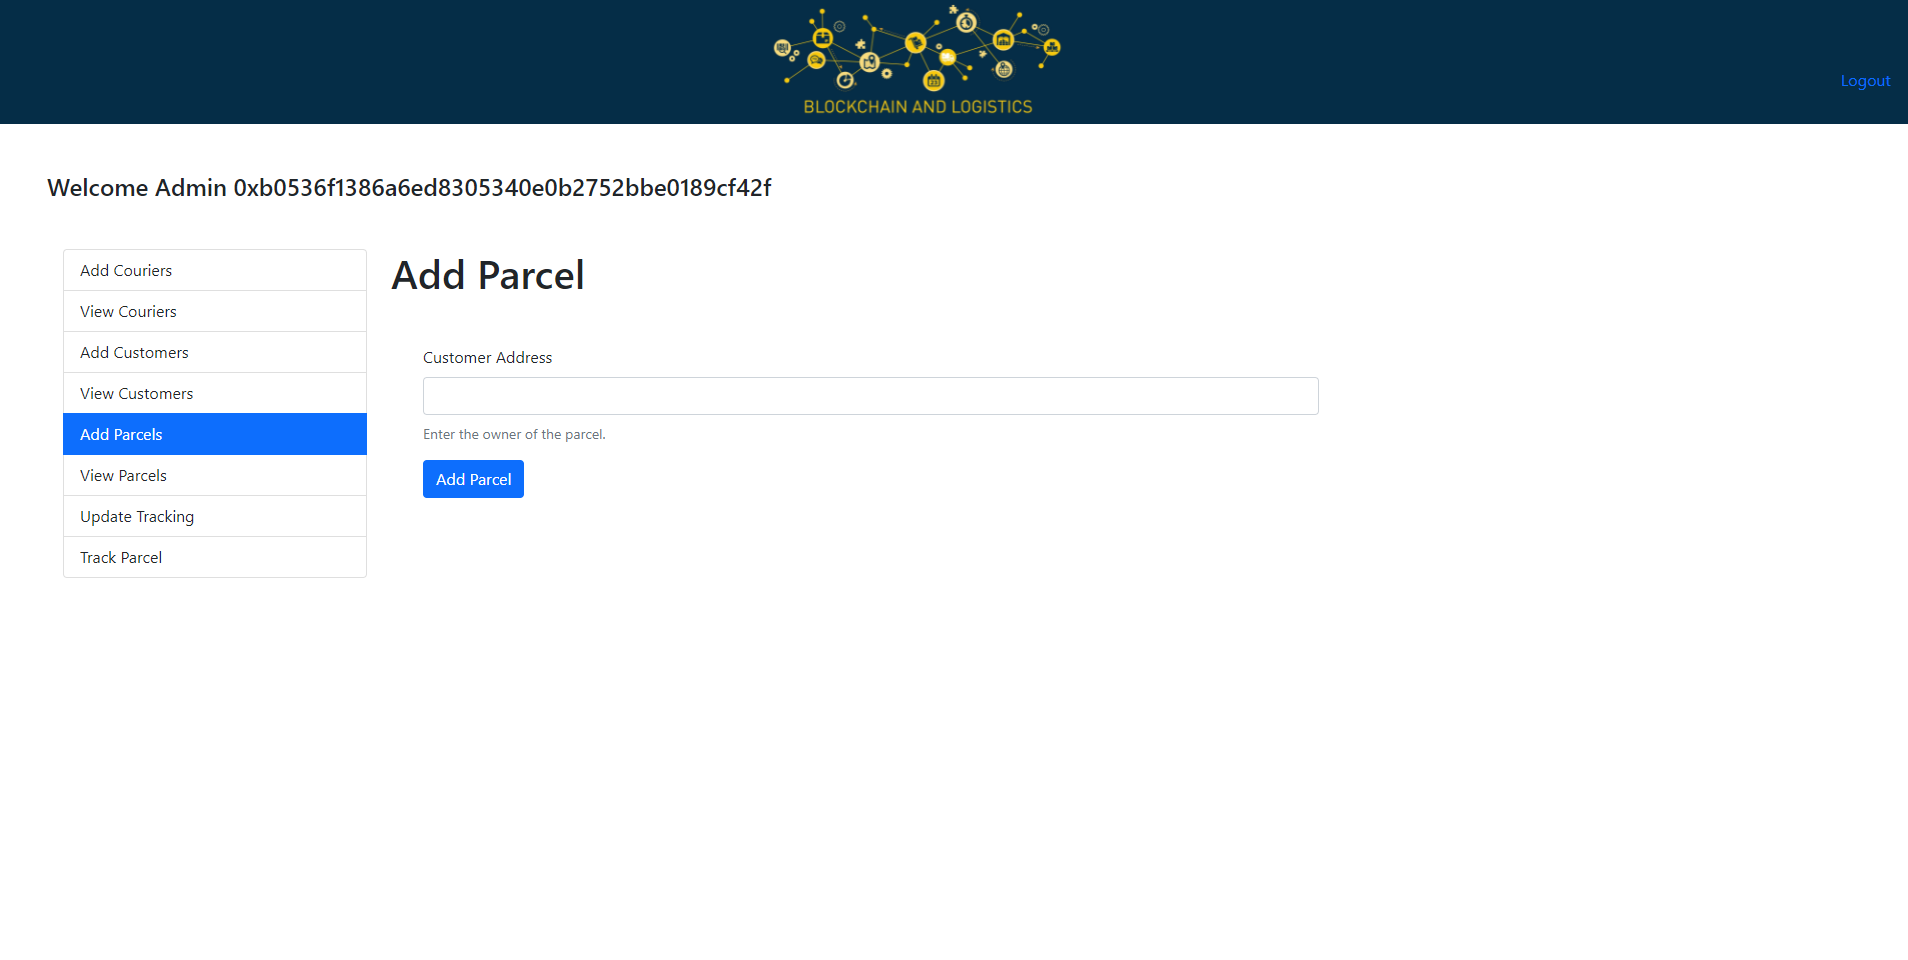 BLOCKCHAIN AND LOGISTICS
Logout
Welcome Admin 0xb0536f1386a6ed8305340e0b2752bbe0189cf42f
Add Couriers
View Couriers
Add Customers
View Customers
Add Parcels
View Parcels
Update Tracking
Track Parcel
Add Parcel
Customer Address
Enter the owner of the parcel.
Add Parcel